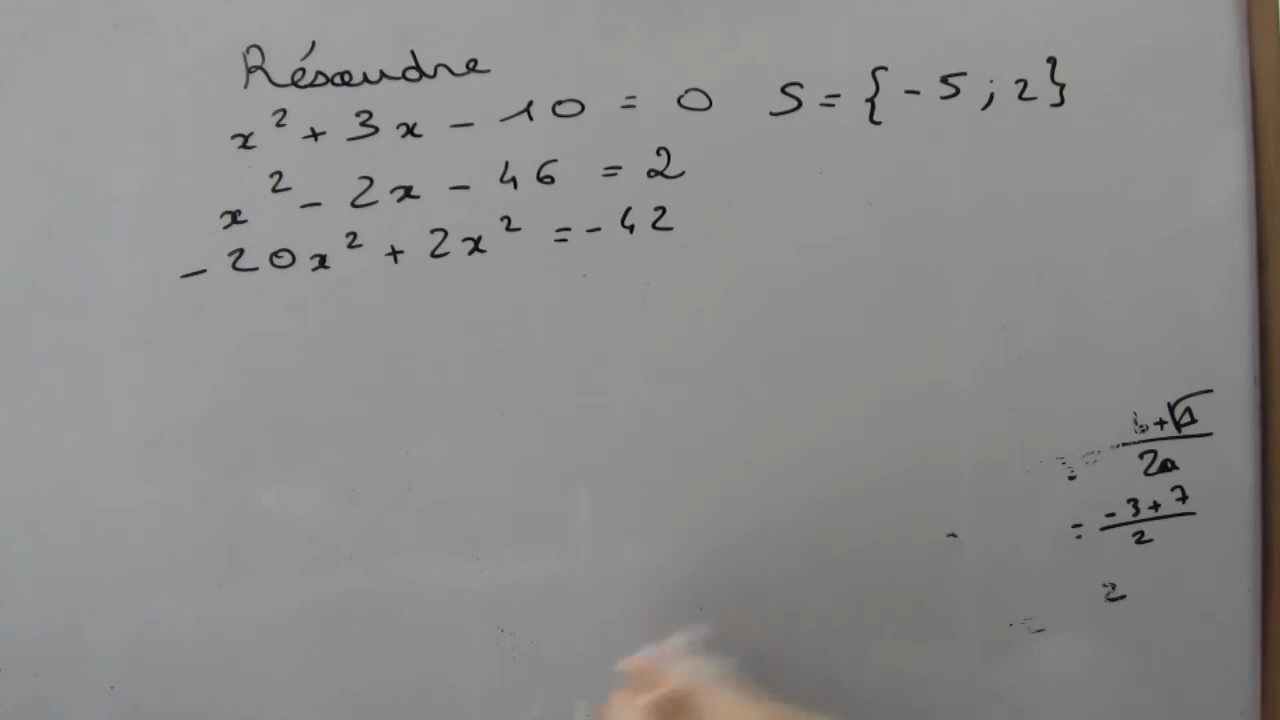 Résoudre
x² + 3x - 10 = 0 S = {-5 ; 2}
x² - 2x - 46 = 2
-20x² + 2x² = -42
b+√Δ
2a
= -3+7
2
2